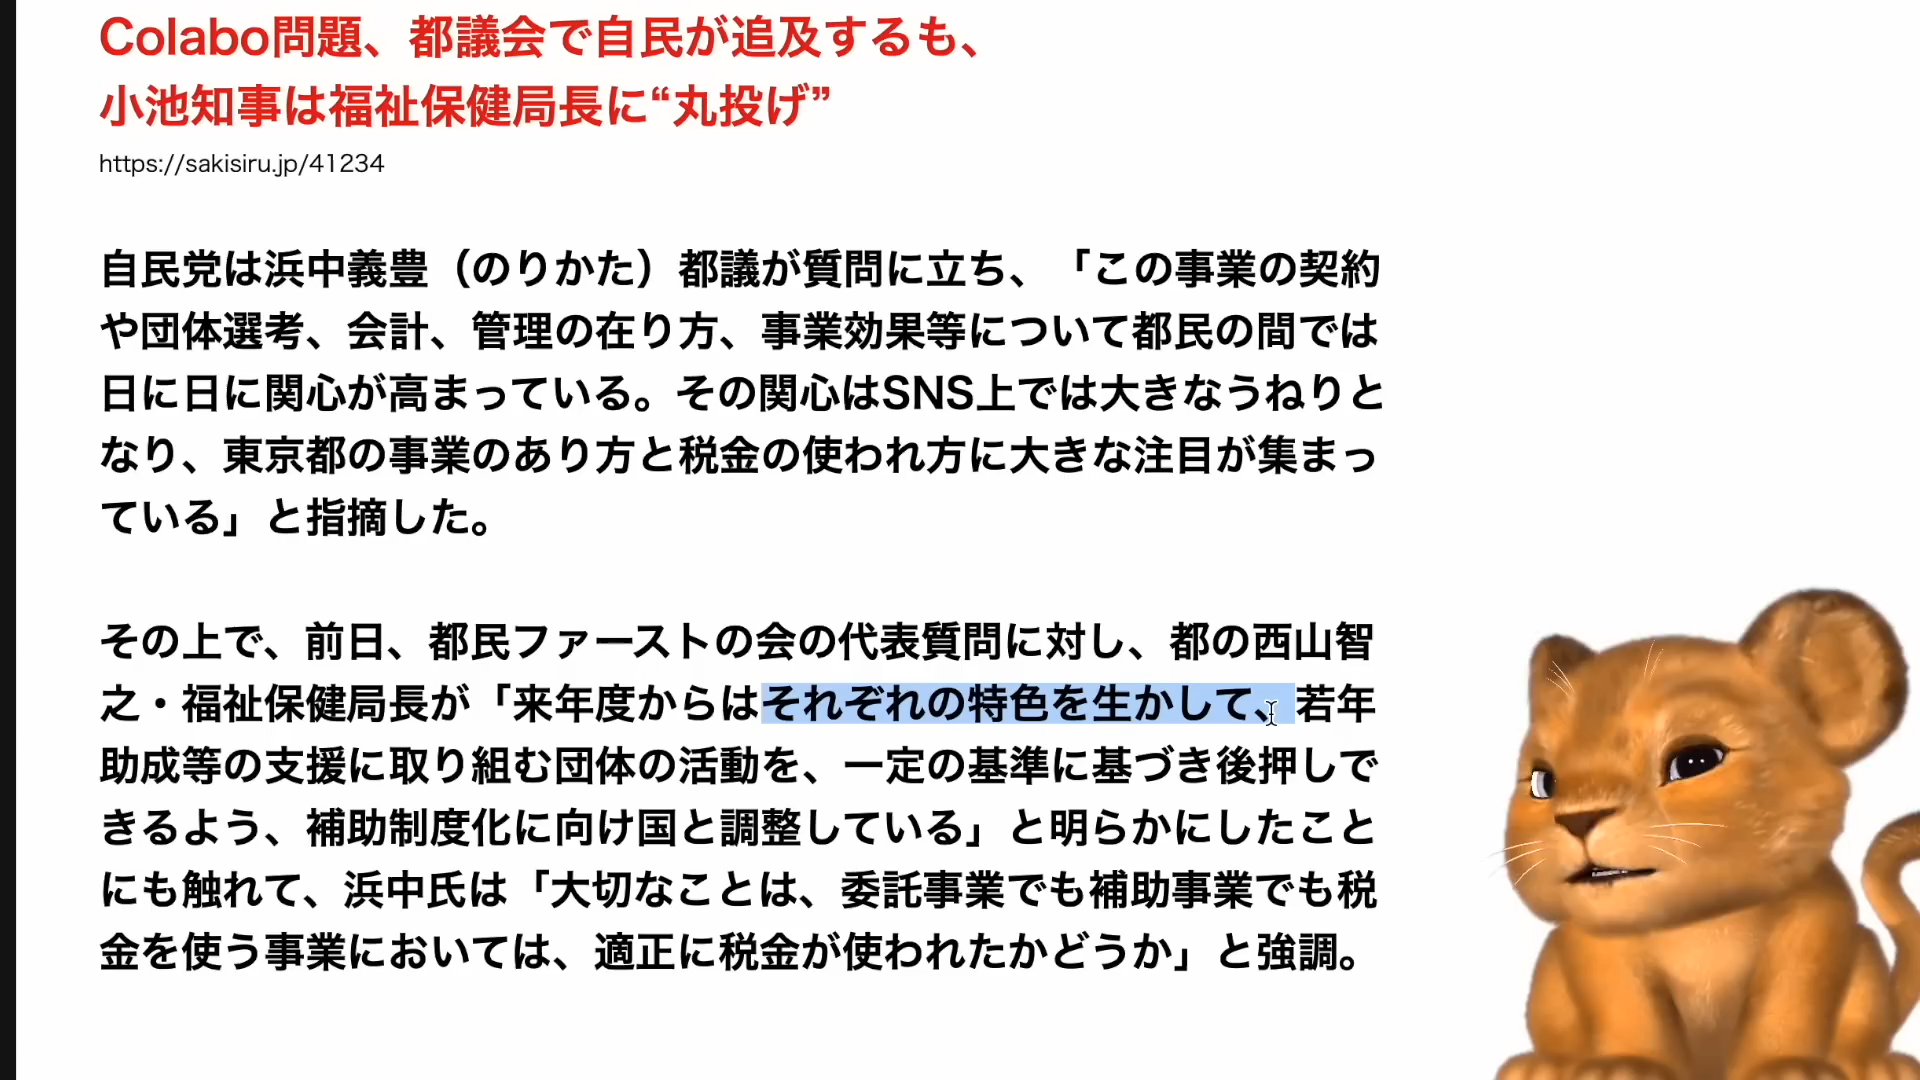 Colabo問題、都議会で自民が追及するも、
小池知事は福祉保健局長に“丸投げ”
https://sakisiru.jp/41234
自民党は浜中義豊（のりかた）都議が質問に立ち、「この事業の契約
や団体選考、会計、管理の在り方、事業効果等について都民の間では
日に日に関心が高まっている。その関心はSNS上では大きなうねりと
なり、東京都の事業のあり方と税金の使われ方に大きな注目が集まっ
ている」と指摘した。
その上で、前日、都民ファーストの会の代表質問に対し、都の西山智
之・福祉保健局長が「来年度からはそれぞれの特色を生かして、若年
助成等の支援に取り組む団体の活動を、一定の基準に基づき後押しで
きるよう、補助制度化に向け国と調整している」と明らかにしたこと
にも触れて、浜中氏は「大切なことは、委託事業でも補助事業でも税
金を使う事業においては、適正に税金が使われたかどうか」と強調。